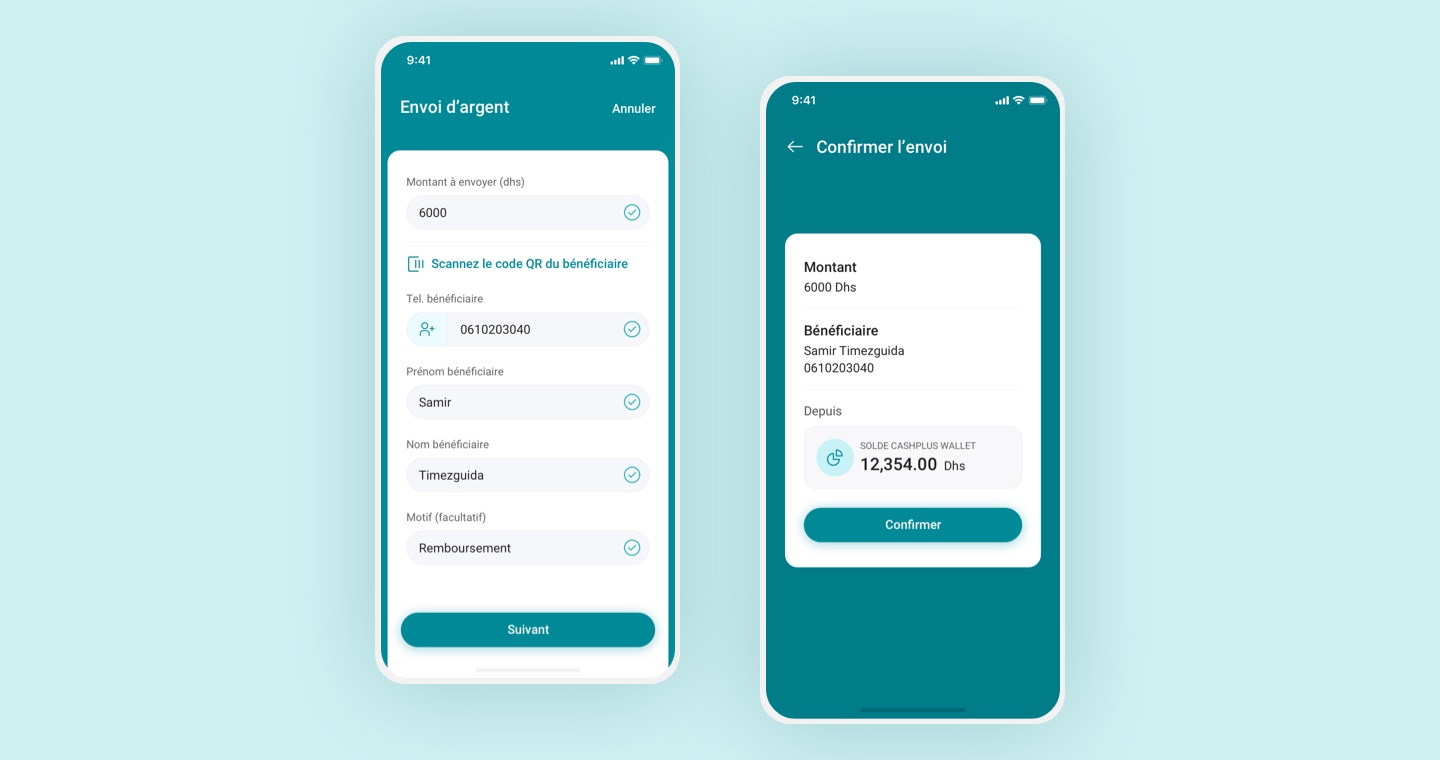 9:41
Envoi d’argent
Annuler
Montant à envoyer (dhs)
6000
Scannez le code QR du bénéficiaire
Tel. bénéficiaire
0610203040
Prénom bénéficiaire
Samir
Nom bénéficiaire
Timezguida
Motif (facultatif)
Remboursement
Suivant
9:41
Confirmer l’envoi
Montant
6000 Dhs
Bénéficiaire
Samir Timezguida
0610203040
Depuis
SOLDE CASHPLUS WALLET
12,354.00 Dhs
Confirmer